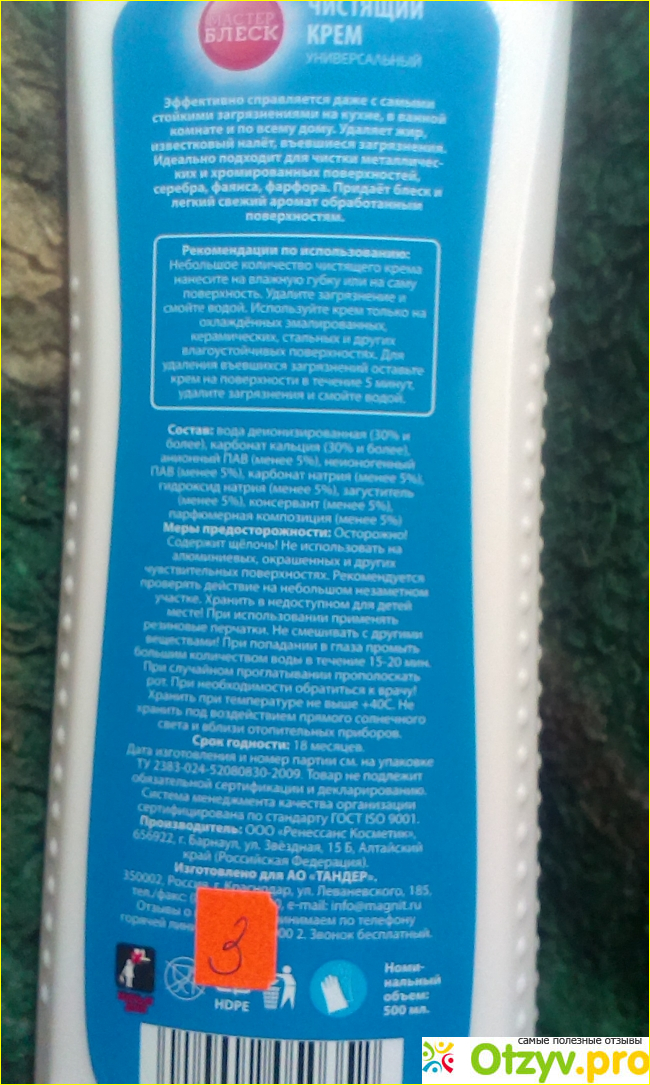 МАСТЕР
БЛЕСК
ЧИСТЯЩИЙ
КРЕМ
УНИВЕРСАЛЬНЫЙ
Эффективно справляется даже с самыми
стойкими загрязнениями на кухне, в ванной
комнате и по всему дому. Удаляет жир,
известковый налёт, въевшиеся загрязнения.
Идеально подходит для чистки металличес-
ких и хромированных поверхностей,
серебра, фаянса, фарфора. Придаёт блеск и
легкий свежий аромат обработанным
поверхностям.
Рекомендации по использованию:
Небольшое количество чистящего крема
нанесите на влажную губку или на саму
поверхность. Удалите загрязнение и
смойте водой. Используйте крем только на
охлаждённых эмалированных,
керамических, стальных и других
влагоустойчивых поверхностях. Для
удаления въевшихся загрязнений оставьте
крем на поверхности в течение 5 минут,
удалите загрязнения и смойте водой.
Состав: вода деионизированная (30% и
более), карбонат кальция (30% и более),
анионный ПАВ (менее 5%), неионогенный
ПАВ (менее 5%), карбонат натрия (менее 5%),
гидроксид натрия (менее 5%), загуститель
(менее 5%), консервант (менее 5%),
парфюмерная композиция (менее 5%)
Меры предосторожности: Осторожно!
Содержит щёлочь! Не использовать на
алюминиевых, окрашенных и других
чувствительных поверхностях. Рекомендуется
проверять действие на небольшом незаметном
участке. Хранить в недоступном для детей
месте! При использовании применять
резиновые перчатки. Не смешивать с другими
веществами! При попадании в глаза промыть
большим количеством воды в течение 15-20 мин.
При случайном проглатывании прополоскать
рот. При необходимости обратиться к врачу!
Хранить при температуре не выше +40С. Не
хранить под воздействием прямого солнечного
света и вблизи отопительных приборов.
Срок годности: 18 месяцев.
Дата изготовления и номер партии см. на упаковке
ТУ 2383-024-52080830-2009. Товар не подлежит
обязательной сертификации и декларированию.
Система менеджмента качества организации
сертифицирована по стандарту ГОСТ ISO 9001.
Производитель: ООО «Ренессанс Косметик»,
656922, г. Барнаул, ул. Звёздная, 15 Б, Алтайский
край (Российская Федерация).
Изготовлено для АО «ТАНДЕР»,
350002, Россия, г. Краснодар, ул. Леваневского, 185,
тел./факс: e-mail: info@magnit.ru
Отзывы о принимаем по телефону
горячей 00 2. Звонок бесплатный.
3
HDPE
Номи-
нальный
объем:
500 мл.
самые полезные отзывы
Otzyv.pro